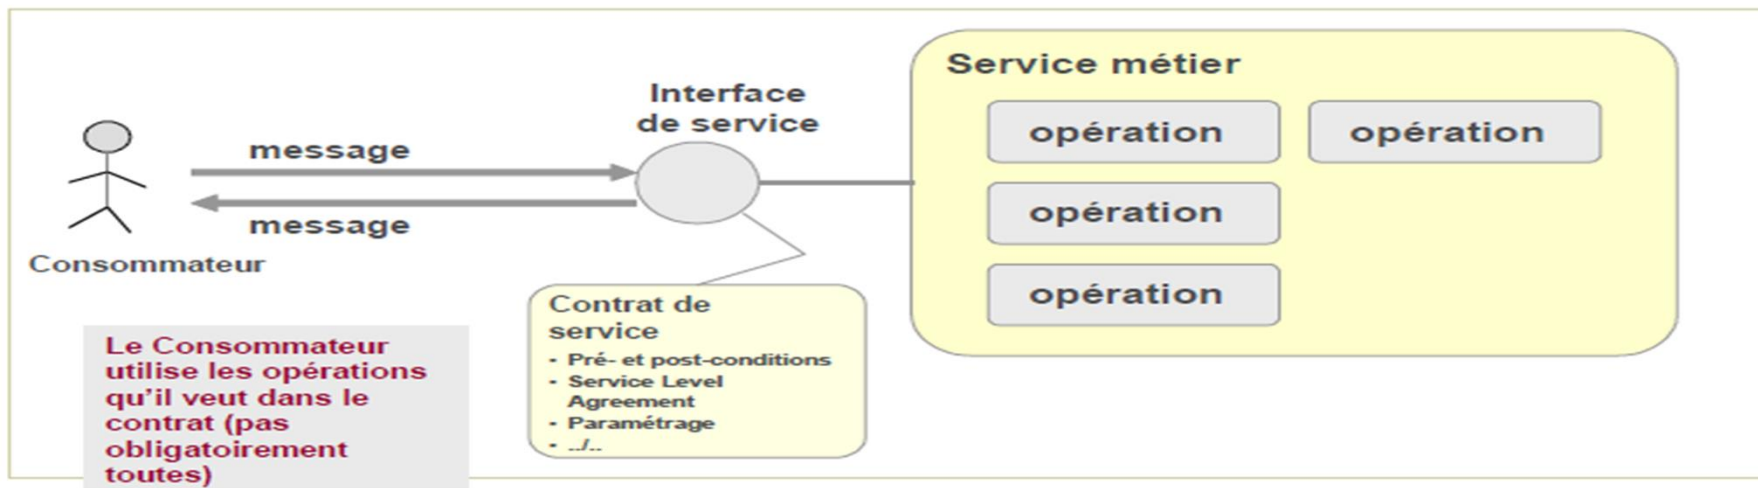 Service métier
Interface
de service
opération
opération
message
opération
message
Consommateur
opération
Contrat de
service
- Pré- et post-conditions
- Service Level
Agreement
- Paramétrage
- ../..
Le Consommateur
utilise les opérations
qu'il veut dans le
contrat (pas
obligatoirement
toutes)